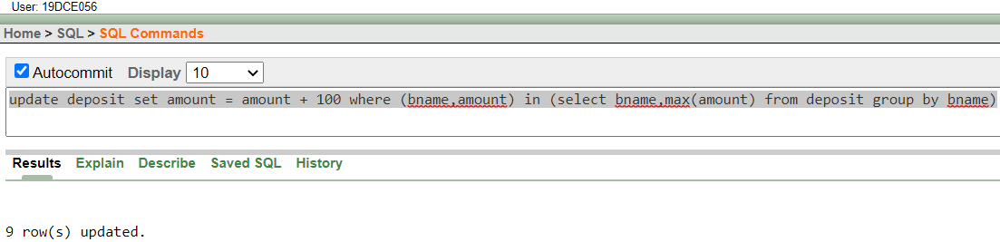 User: 19DCE056
Home > SQL > SQL Commands
Autocommit Display 10
update deposit set amount = amount + 100 where (bname,amount) in (select bname,max(amount) from deposit group by bname)
Results Explain Describe Saved SQL History
9 row(s) updated.